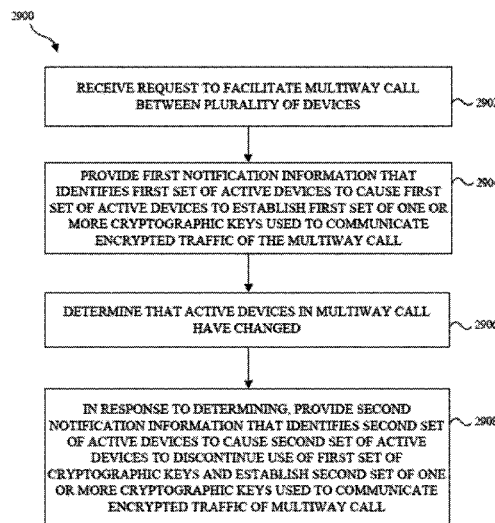 2900
RECEIVE REQUEST TO FACILITATE MULTIWAY CALL
BETWEEN PLURALITY OF DEVICES
2902
PROVIDE FIRST NOTIFICATION INFORMATION THAT
IDENTIFIES FIRST SET OF ACTIVE DEVICES TO CAUSE FIRST
SET OF ACTIVE DEVICES TO ESTABLISH FIRST SET OF ONE OR
MORE CRYPTOGRAPHIC KEYS USED TO COMMUNICATE
ENCRYPTED TRAFFIC OF THE MULTIWAY CALL
2904
DETERMINE THAT ACTIVE DEVICES IN MULTIWAY CALL
HAVE CHANGED
2906
IN RESPONSE TO DETERMINING, PROVIDE SECOND
NOTIFICATION INFORMATION THAT IDENTIFIES SECOND SET
OF ACTIVE DEVICES TO CAUSE SECOND SET OF ACTIVE
DEVICES TO DISCONTINUE USE OF FIRST SET OF
CRYPTOGRAPHIC KEYS AND ESTABLISH SECOND SET OF ONE
OR MORE CRYPTOGRAPHIC KEYS USED TO COMMUNICATE
ENCRYPTED TRAFFIC OF MULTIWAY CALL
2908